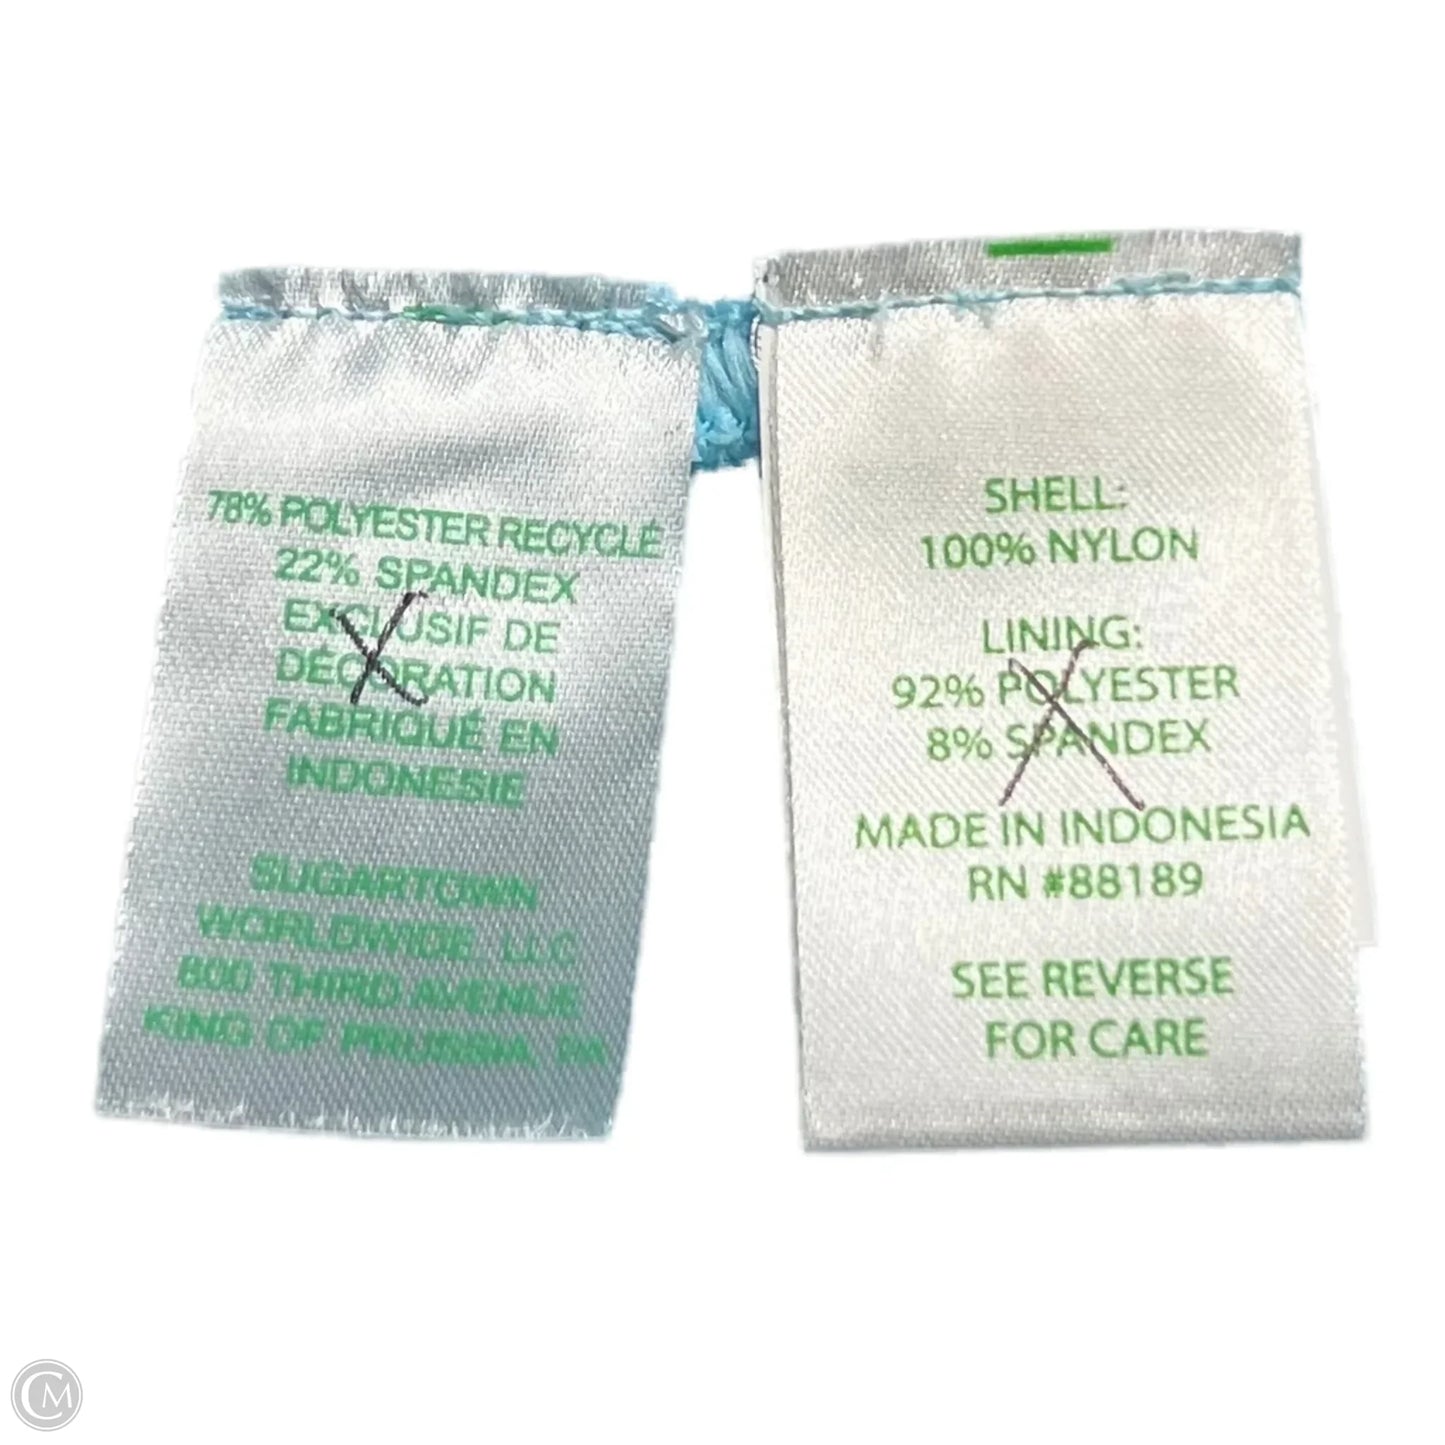 78% POLYESTER RECYCLÉ
22% SPANDEX
EXCLUSIF DE
DÉCORATION
FABRIQUÉ EN
INDONESIE
SUGARTOWN
WORLDWIDE, LLC
800 THIRD AVENUE
KING OF PRUSSIA, PA
SHELL:
100% NYLON
LINING:
92% POLYESTER
8% SPANDEX
MADE IN INDONESIA
RN #88189
SEE REVERSE
FOR CARE
CM